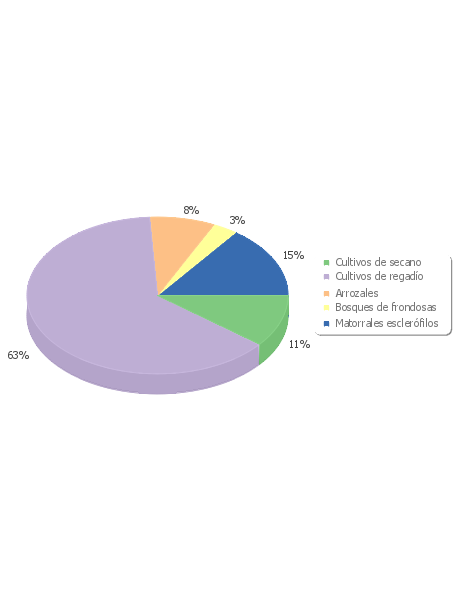 8%
3%
15%
11%
63%
Cultivos de secano
Cultivos de regadío
Arrozales
Bosques de frondosas
Matorrales esclerófilos